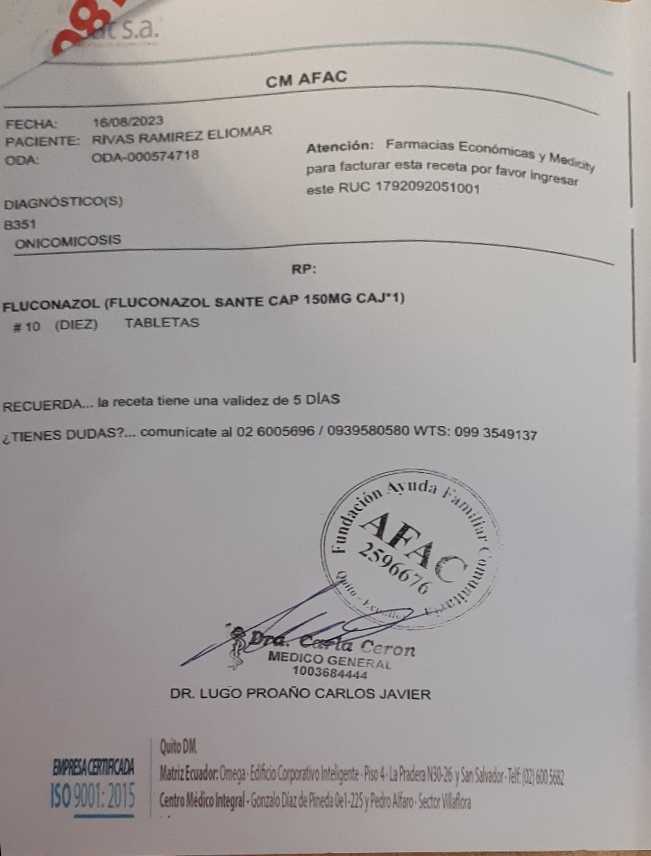 s.a.
CM AFAC
FECHA: 16/08/2023
PACIENTE: RIVAS RAMIREZ ELIOMAR
ODA: ODA-000574718
Atención: Farmacias Económicas y Medicity
para facturar esta receta por favor ingresar
este RUC 1792092051001
DIAGNÓSTICO(S)
B351
ONICOMICOSIS
RP:
FLUCONAZOL (FLUCONAZOL SANTE CAP 150MG CAJ*1)
# 10 (DIEZ) TABLETAS
RECUERDA... la receta tiene una validez de 5 DÍAS
¿TIENES DUDAS?... comunícate al 02 6005696 / 0939580580 WTS: 099 3549137
Fundación Ayuda Familiar Comunitaria
AFAC
2596676
Quito - Ecuador
Dra. Carla Ceron
MEDICO GENERAL
1003684444
DR. LUGO PROAÑO CARLOS JAVIER
EMPRESA CERTIFICADA
ISO 9001: 2015
Quito DM.
Matriz Ecuador: Omega - Edificio Corporativo Inteligente - Piso 4 - La Pradera N30-26 y San Salvador - Telf: (02) 600 5682
Centro Médico Integral - Gonzalo Díaz de Pineda 0e1-225 y Pedro Alfaro - Sector Villaflora